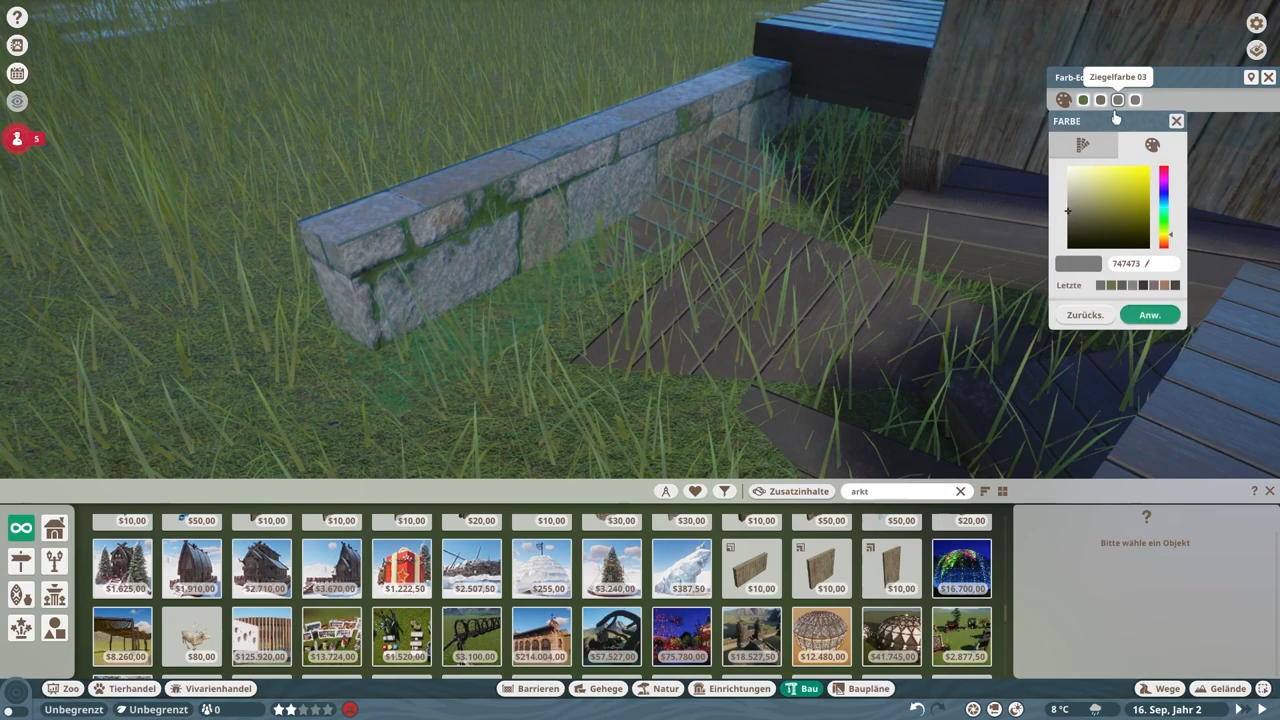 ?
5
Farb-Ec
Ziegelfarbe 03
FARBE
747473 /
Letzte
Zurücks.
Anw.
Zusatzinhalte
arkt
?
$10,00 $50,00 $10,00 $10,00 $10,00 $20,00 $10,00 $30,00 $30,00 $10,00 $50,00 $50,00 $20,00
$1.625,00 $1.910,00 $2.710,00 $3.670,00 $1.222,50 $2.507,50 $255,00 $3.240,00 $387,50 $10,00 $10,00 $10,00 $16.700,00
$8.260,00 $80,00 $125.920,00 $13.724,00 $1.520,00 $3.100,00 $214.004,00 $57.527,00 $75.780,00 $18.527,50 $12.480,00 $41.745,00 $2.877,50
?
Bitte wähle ein Objekt
Zoo Tierhandel Vivarienhandel Barrieren Gehege Natur Einrichtungen Bau Baupläne Wege Gelände
Unbegrenzt Unbegrenzt 0 8 °C 16. Sep, Jahr 2